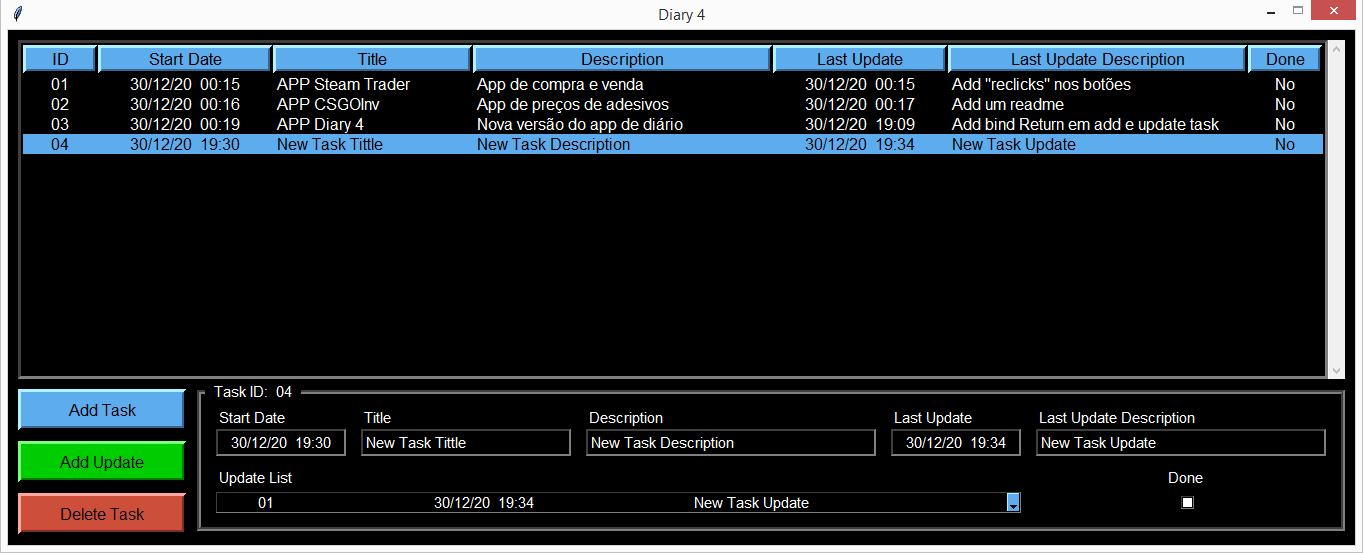 Diary 4
ID Start Date Title Description Last Update Last Update Description Done
01 30/12/20 00:15 APP Steam Trader App de compra e venda 30/12/20 00:15 Add "reclicks" nos botões No
02 30/12/20 00:16 APP CSGOInv App de preços de adesivos 30/12/20 00:17 Add um readme No
03 30/12/20 00:19 APP Diary 4 Nova versão do app de diário 30/12/20 19:09 Add bind Return em add e update task No
04 30/12/20 19:30 New Task Tittle New Task Description 30/12/20 19:34 New Task Update No
Add Task
Add Update
Delete Task
Task ID: 04
Start Date Title Description Last Update Last Update Description
30/12/20 19:30 New Task Tittle New Task Description 30/12/20 19:34 New Task Update
Update List Done
01 30/12/20 19:34 New Task Update